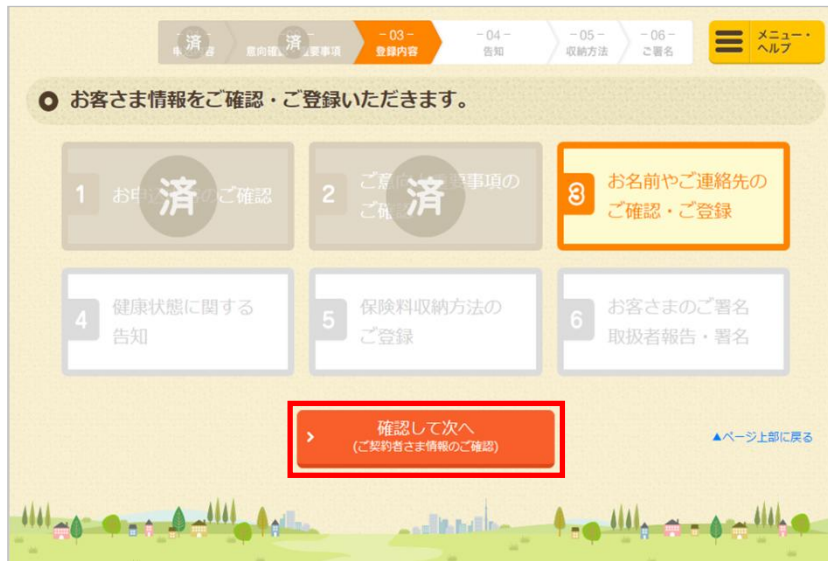 済
済
- 03 -
登録内容
- 04 -
告知
- 05 -
収納方法
- 06 -
ご署名
メニュー・
ヘルプ
お客さま情報をご確認・ご登録いただきます。
1
済
のご確認
2
済
事項の
3
お名前やご連絡先の
ご確認・ご登録
4
健康状態に関する
告知
5
保険料収納方法の
ご登録
6
お客さまのご署名
取扱者報告・署名
確認して次へ
(ご契約者さま情報のご確認)
▲ページ上部に戻る